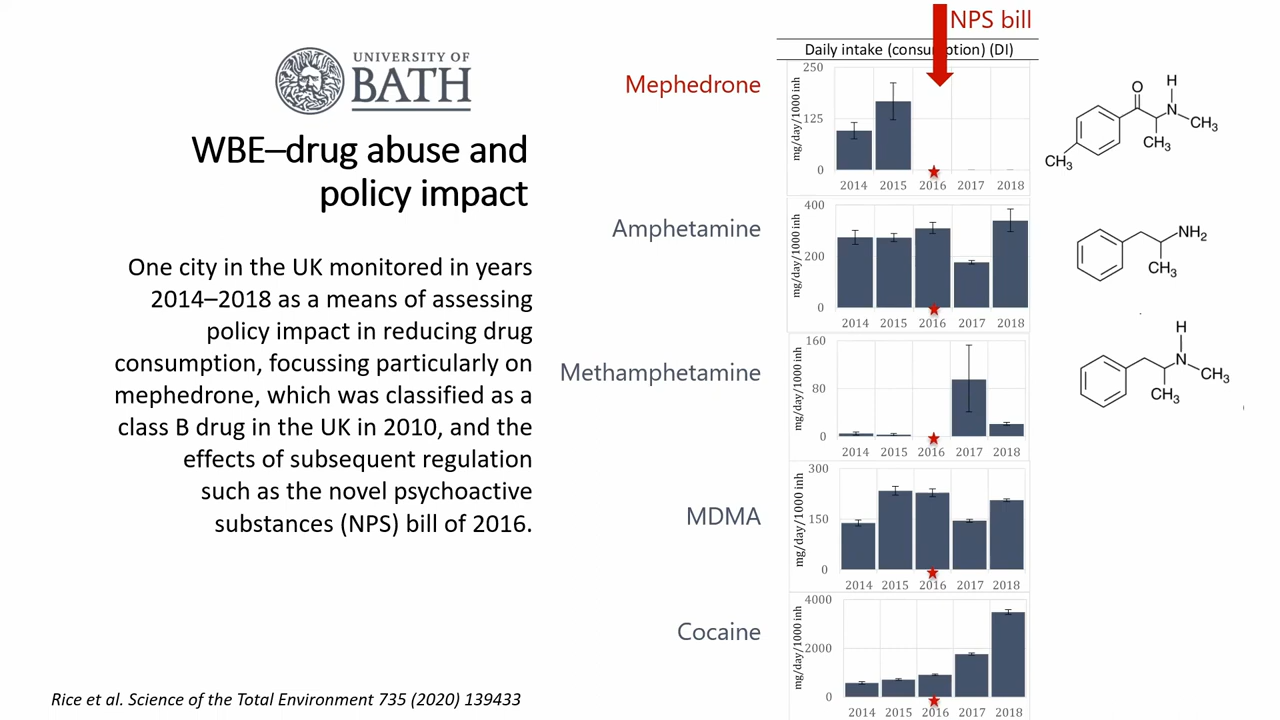 UNIVERSITY OF
BATH
WBE–drug abuse and
policy impact
One city in the UK monitored in years
2014–2018 as a means of assessing
policy impact in reducing drug
consumption, focussing particularly on
mephedrone, which was classified as a
class B drug in the UK in 2010, and the
effects of subsequent regulation
such as the novel psychoactive
substances (NPS) bill of 2016.
Rice et al. Science of the Total Environment 735 (2020) 139433
NPS bill
Daily intake (consumption) (DI)
Mephedrone
mg/day/1000 inh
250
125
0
2014 2015 2016 2017 2018
O
H
N
CH3
CH3
CH3
Amphetamine
mg/day/1000 inh
400
200
0
2014 2015 2016 2017 2018
NH2
CH3
Methamphetamine
mg/day/1000 inh
160
80
0
2014 2015 2016 2017 2018
H
N
CH3
CH3
MDMA
mg/day/1000 inh
300
150
0
2014 2015 2016 2017 2018
Cocaine
mg/day/1000 inh
4000
2000
0
2014 2015 2016 2017 2018